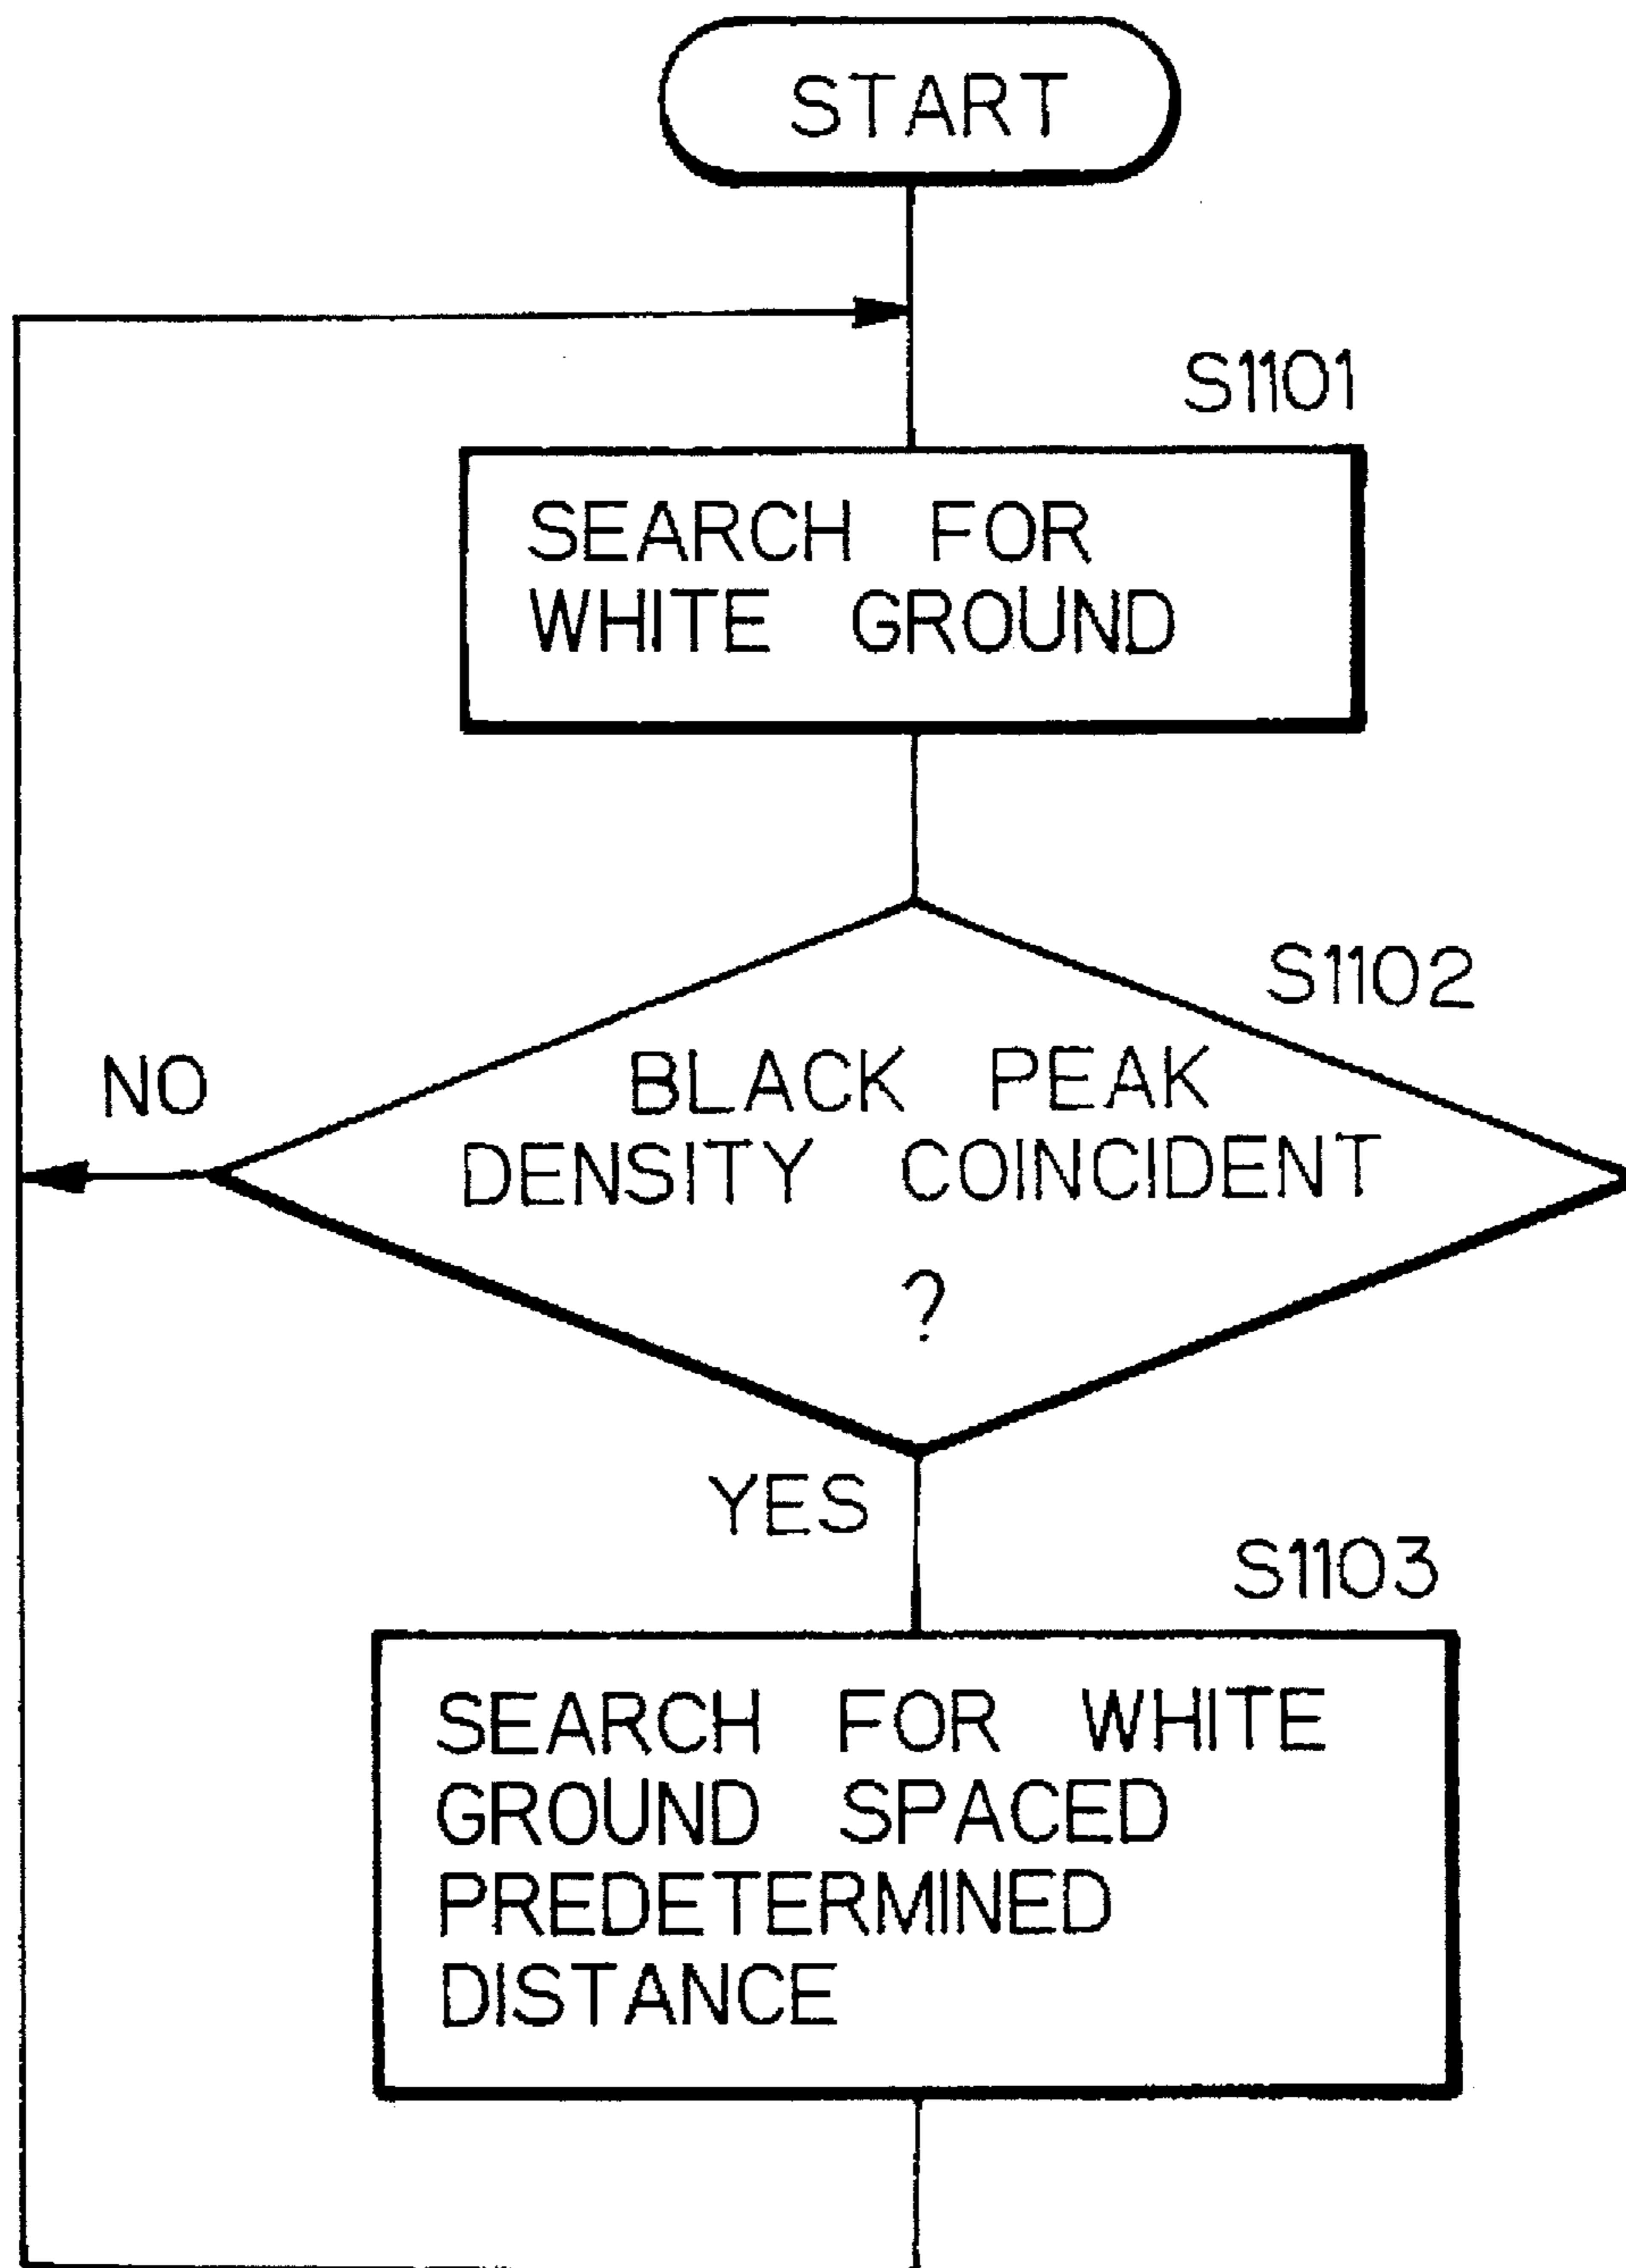 START
S1101
SEARCH FOR
WHITE GROUND
S1102
BLACK PEAK
DENSITY COINCIDENT
?
NO
YES
S1103
SEARCH FOR WHITE
GROUND SPACED
PREDETERMINED
DISTANCE